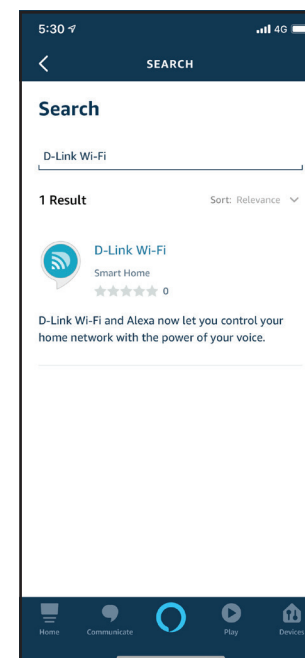 5:30
4G
SEARCH
Search
D-Link Wi-Fi
1 Result
Sort: Relevance
D-Link Wi-Fi
Smart Home
0
D-Link Wi-Fi and Alexa now let you control your
home network with the power of your voice.
Home Communicate Play Devices